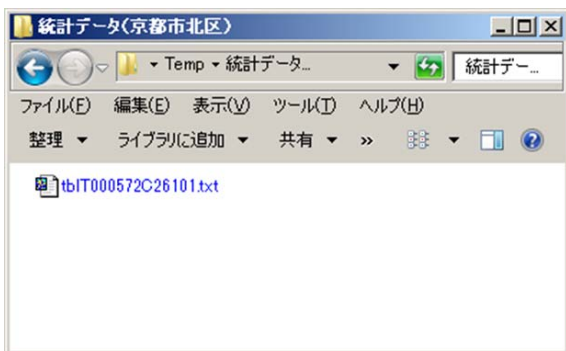 統計データ(京都市北区)
Temp 統計データ... 統計デー...
ファイル(F) 編集(E) 表示(V) ツール(T) ヘルプ(H)
整理 ライブラリに追加 共有 »
tblT000572C26101.txt